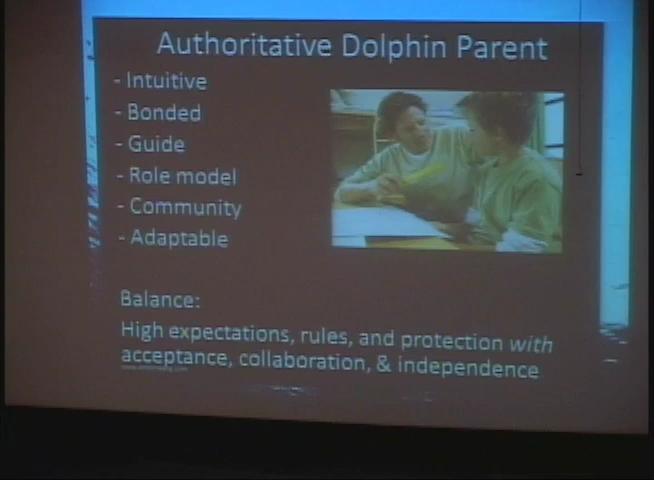 Authoritative Dolphin Parent
- Intuitive
- Bonded
- Guide
- Role model
- Community
- Adaptable
Balance:
High expectations, rules, and protection with
acceptance, collaboration, & independence